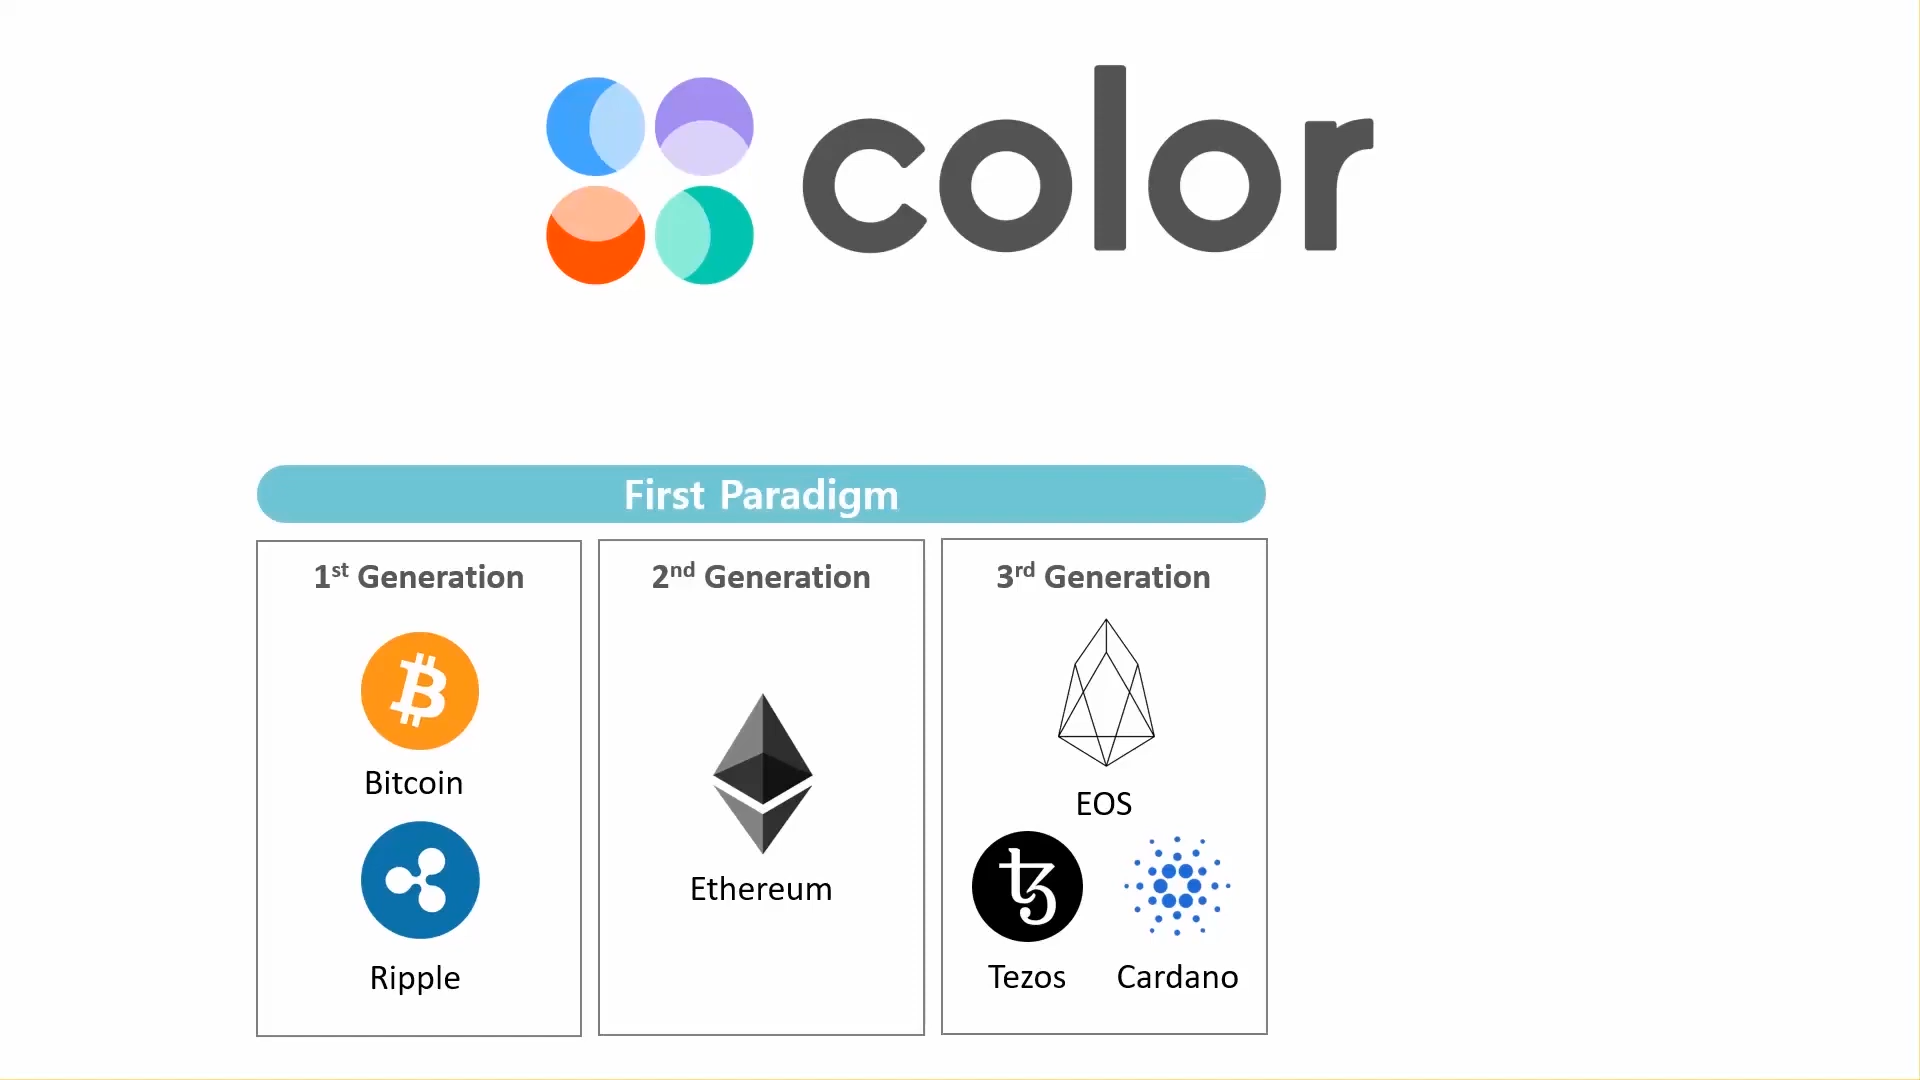 color
First Paradigm
1st Generation
2nd Generation
3rd Generation
Bitcoin
Ripple
Ethereum
EOS
Tezos
Cardano